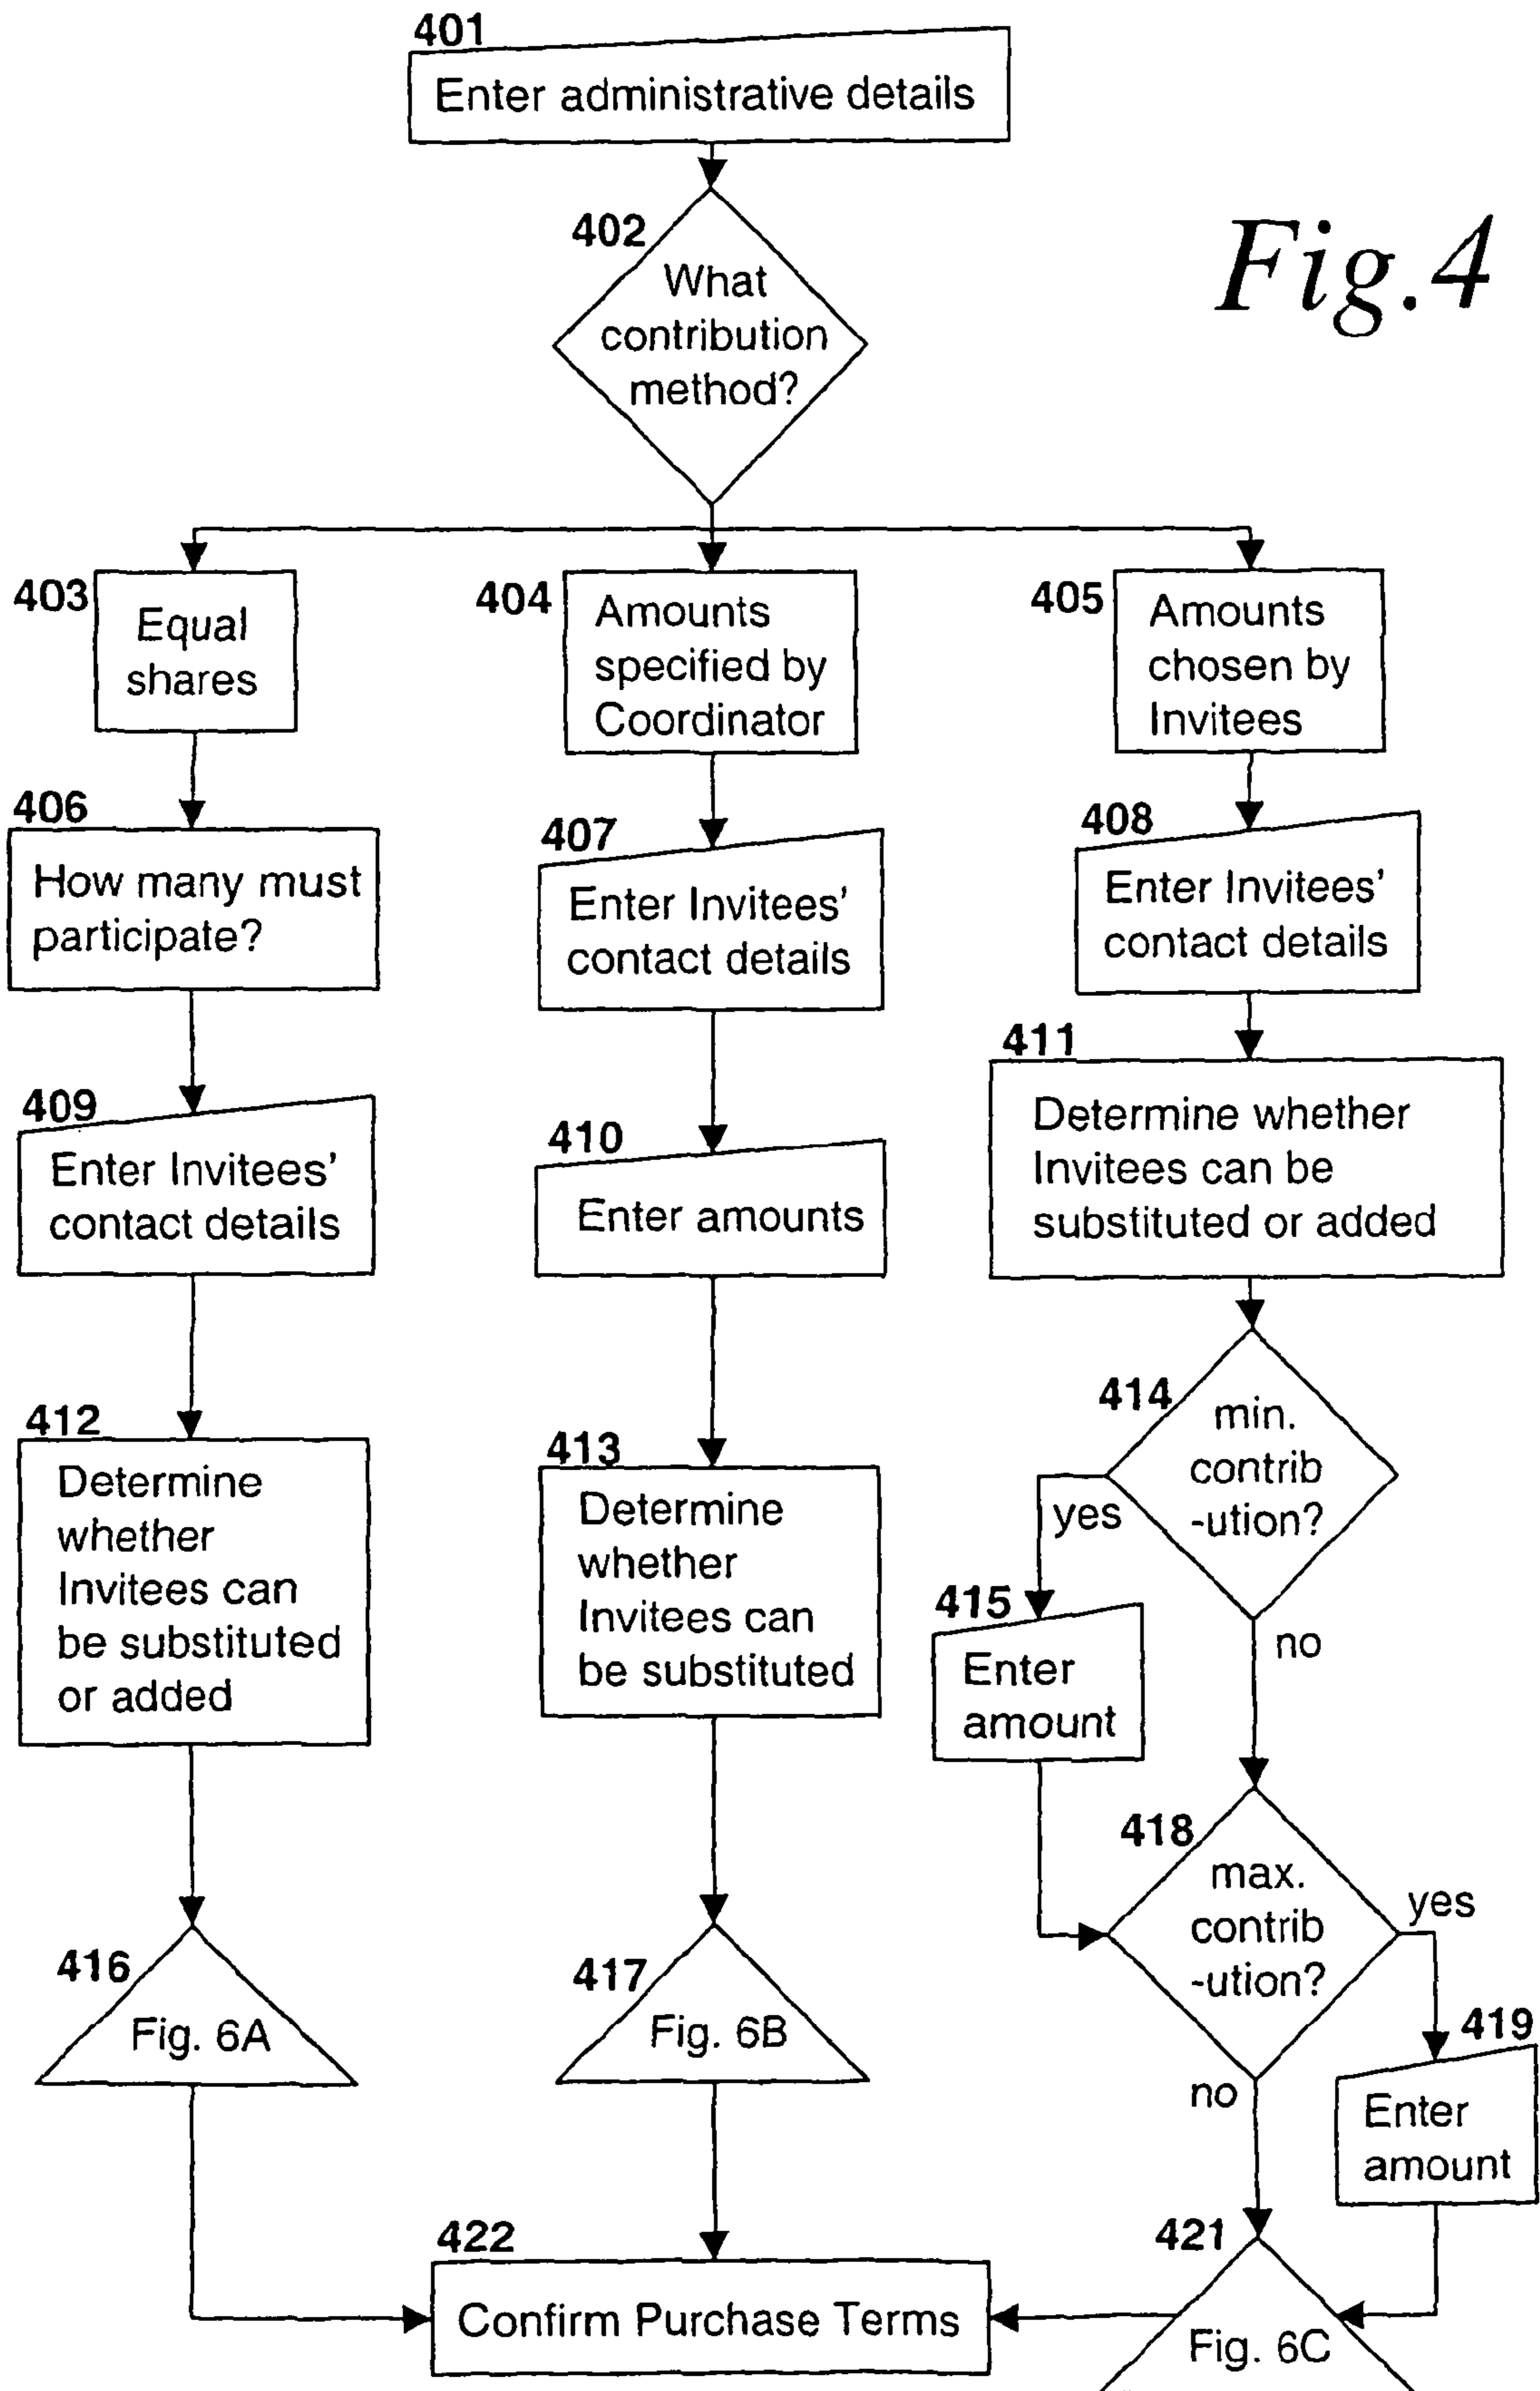 401
Enter administrative details
402
What
contribution
method?
Fig.4
403
Equal
shares
404
Amounts
specified by
Coordinator
405
Amounts
chosen by
Invitees
406
How many must
participate?
407
Enter Invitees'
contact details
408
Enter Invitees'
contact details
409
Enter Invitees'
contact details
410
Enter amounts
411
Determine whether
Invitees can be
substituted or added
412
Determine
whether
Invitees can
be substituted
or added
413
Determine
whether
Invitees can
be substituted
414
min.
contrib
-ution?
yes
no
415
Enter
amount
416
Fig. 6A
417
Fig. 6B
418
max.
contrib
-ution?
yes
no
419
Enter
amount
421
Fig. 6C
422
Confirm Purchase Terms